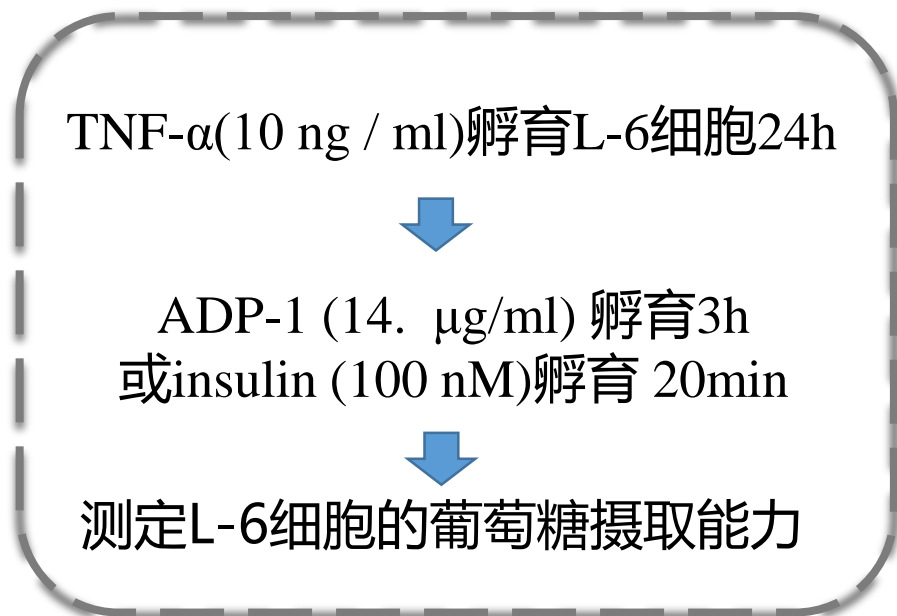 TNF-α(10 ng / ml)孵育L-6细胞24h
ADP-1 (14.  μg/ml) 孵育3h
或insulin (100 nM)孵育 20min
测定L-6细胞的葡萄糖摄取能力